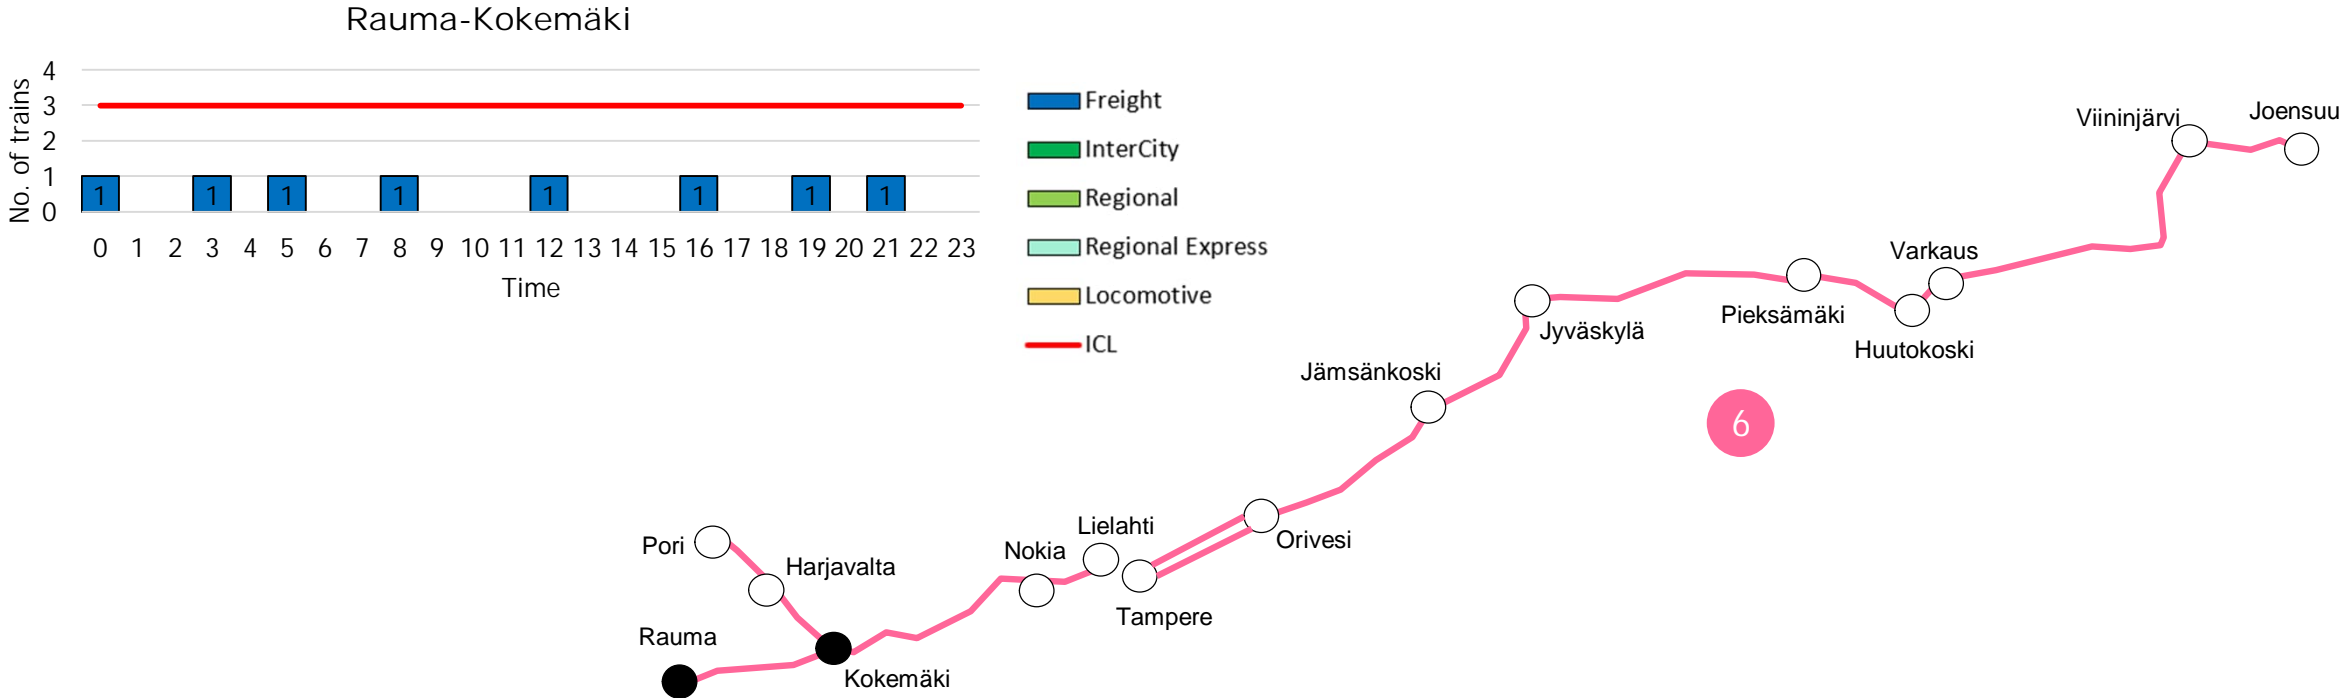 Rauma-Kokemäki
No. of trains
4
3
2
1
0
1 1 1 1 1 1 1 1
0 1 2 3 4 5 6 7 8 9 10 11 12 13 14 15 16 17 18 19 20 21 22 23
Time
Freight
InterCity
Regional
Regional Express
Locomotive
ICL
Joensuu
Viininjärvi
Varkaus
Pieksämäki
Jyväskylä
Huutokoski
Jämsänkoski
6
Lielahti
Orivesi
Pori
Nokia
Harjavalta
Tampere
Rauma
Kokemäki